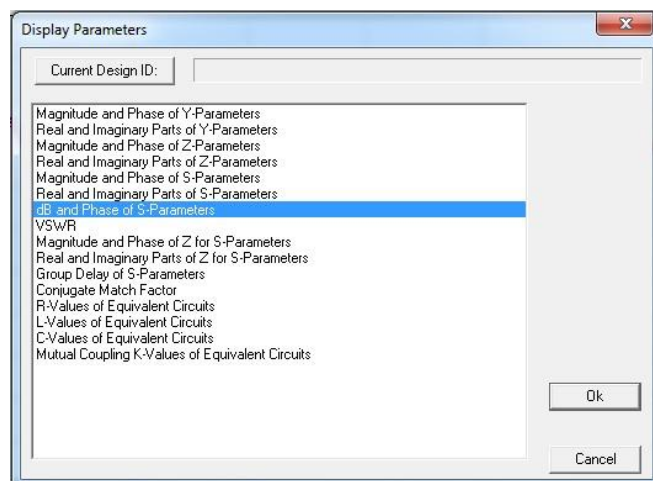 Display Parameters
Current Design ID:
Magnitude and Phase of Y-Parameters
Real and Imaginary Parts of Y-Parameters
Magnitude and Phase of Z-Parameters
Real and Imaginary Parts of Z-Parameters
Magnitude and Phase of S-Parameters
Real and Imaginary Parts of S-Parameters
dB and Phase of S-Parameters
VSWR
Magnitude and Phase of Z for S-Parameters
Real and Imaginary Parts of Z for S-Parameters
Group Delay of S-Parameters
Conjugate Match Factor
R-Values of Equivalent Circuits
L-Values of Equivalent Circuits
C-Values of Equivalent Circuits
Mutual Coupling K-Values of Equivalent Circuits
Ok
Cancel